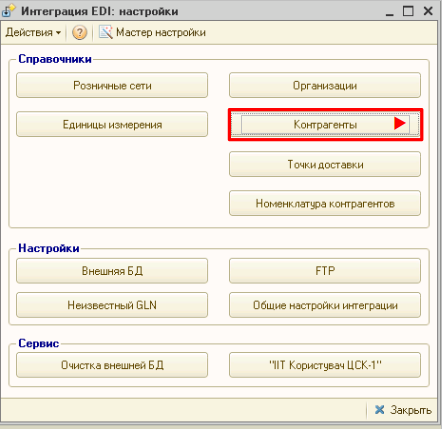 Интеграция EDI: настройки
Действия Мастер настройки
Справочники
Розничные сети Организации
Единицы измерения Контрагенты
Точки доставки
Номенклатура контрагентов
Настройки
Внешняя БД FTP
Неизвестный GLN Общие настройки интеграции
Сервис
Очистка внешней БД "ІІТ Користувач ЦСК-1"
Закрыть